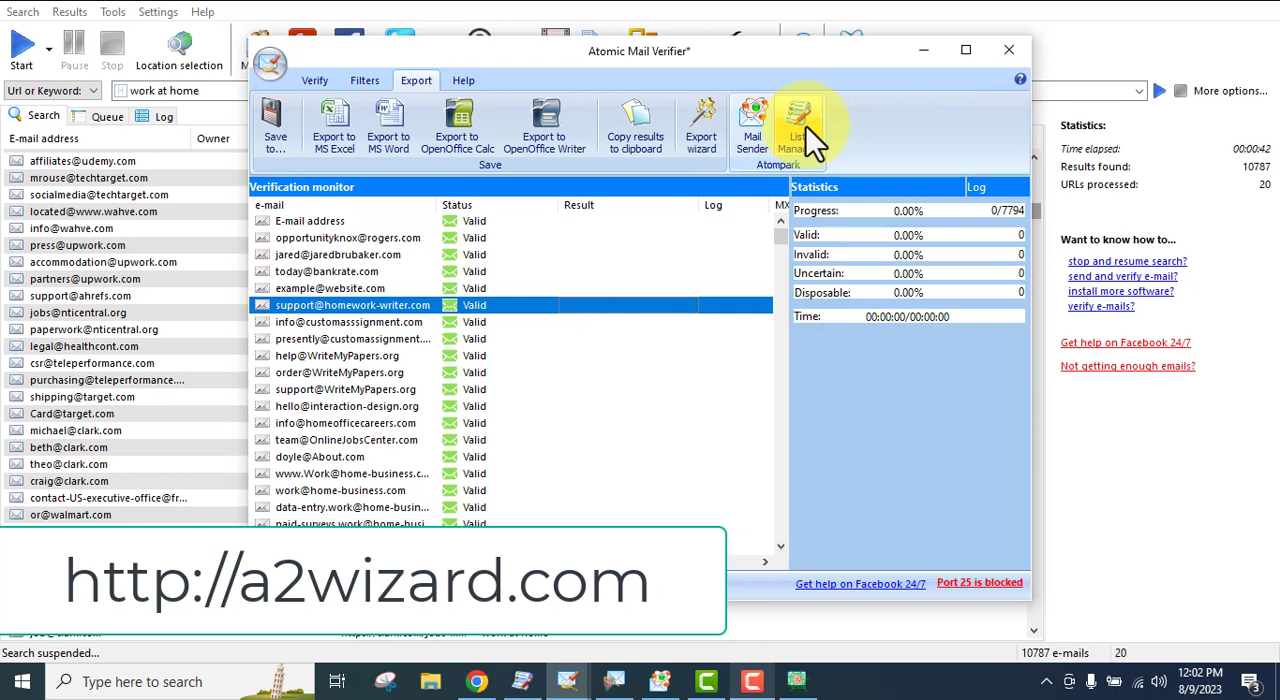 Search Results Tools Settings Help
Start Pause Stop Location selection
Url or Keyword: work at home More options...
Search Queue Log
E-mail address Owner
affiliates@udemy.com
mrouse@techtarget.com
socialmedia@techtarget.com
located@www.wahve.com
info@wahve.com
press@upwork.com
accommodation@upwork.com
partners@upwork.com
support@ahrefs.com
jobs@nticentral.org
paperwork@nticentral.org
legal@healthcont.com
csr@teleperformance.com
purchasing@teleperformance....
shipping@target.com
Card@target.com
michael@clark.com
beth@clark.com
theo@clark.com
craig@clark.com
contact-US-executive-office@fr...
or@walmart.com
Atomic Mail Verifier*
Verify Filters Export Help
Save to...
Export to MS Excel
Export to MS Word
Export to OpenOffice Calc
Export to OpenOffice Writer
Copy results to clipboard
Export wizard
Mail Sender
Save Atompark
Verification monitor
e-mail Status Result Log MX
E-mail address Valid
opportunityknox@rogers.com Valid
jared@jaredbrubaker.com Valid
today@bankrate.com Valid
example@website.com Valid
support@homework-writer.com Valid
info@customasssignment.com Valid
presently@customassignment.... Valid
help@WriteMyPapers.org Valid
order@WriteMyPapers.org Valid
support@WriteMyPapers.org Valid
hello@interaction-design.org Valid
info@homeofficecareers.com Valid
team@OnlineJobsCenter.com Valid
doyle@About.com Valid
www.Work@home-business.c... Valid
work@home-business.com Valid
data-entry.work@home-busin... Valid
paid-surveys.work@home-busi... Valid
Statistics Log
Progress: 0.00% 0/7794
Valid: 0.00% 0
Invalid: 0.00% 0
Uncertain: 0.00% 0
Disposable: 0.00% 0
Time: 00:00:00/00:00:00
Get help on Facebook 24/7 Port 25 is blocked
Statistics:
Time elapsed: 00:00:42
Results found: 10787
URLs processed: 20
Want to know how to...
stop and resume search?
send and verify e-mail?
install more software?
verify e-mails?
Get help on Facebook 24/7
Not getting enough emails?
http://a2wizard.com
Search suspended... 10787 e-mails 20
Type here to search
12:02 PM
8/9/2023
3